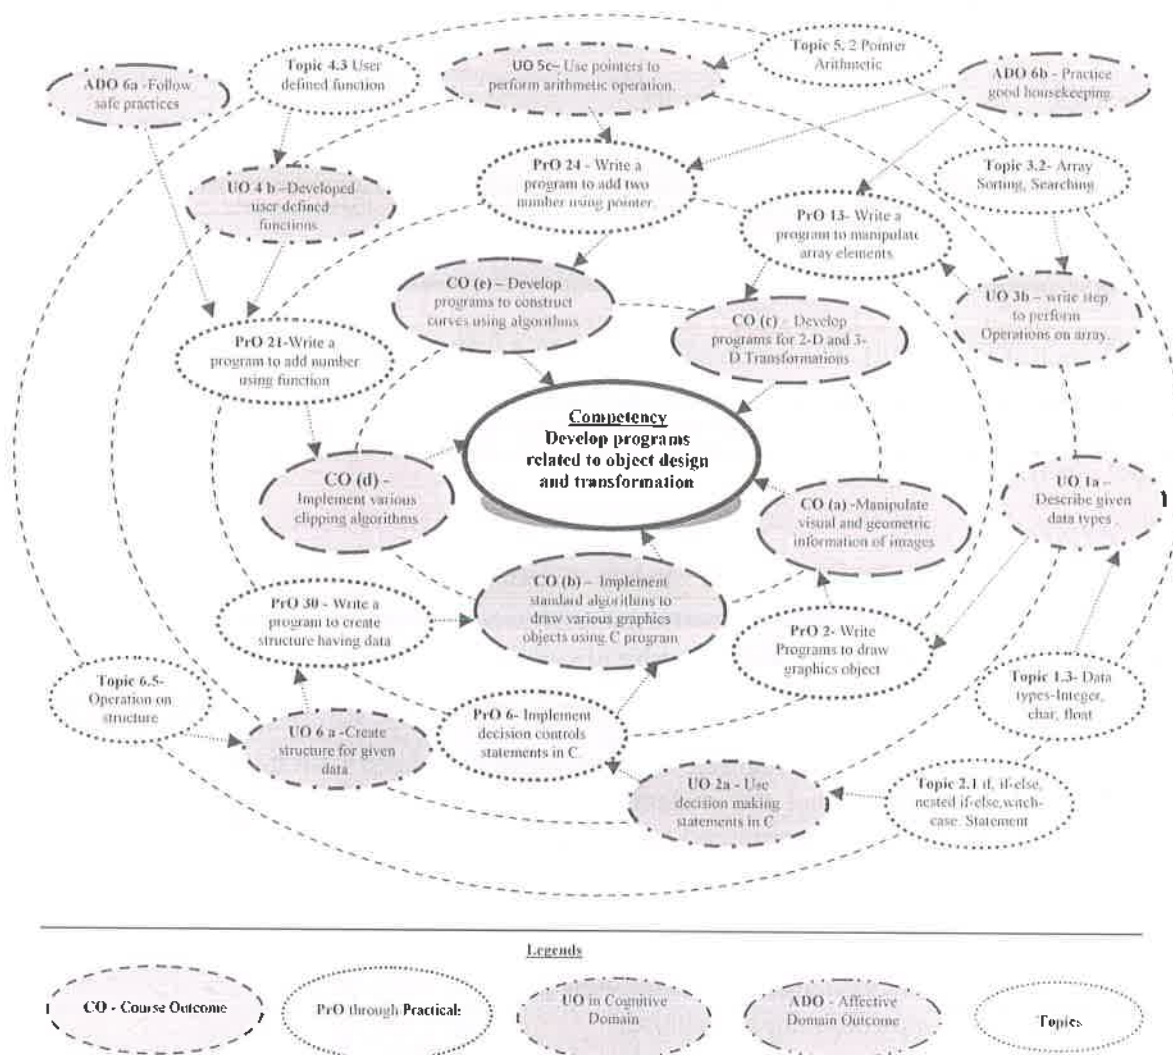 Topic 4.3 User
defined function
UO 5c– Use pointers to
perform arithmetic operation.
Topic 5. 2 Pointer
Arithmetic
ADO 6a -Follow
safe practices
ADO 6b - Practice
good housekeeping.
PrO 24 - Write
a program to add two
number using pointer.
Topic 3.2- Array
Sorting, Searching
UO 4 b –Developed
user defined
functions
PrO 13- Write a
program to manipulate
array elements
CO (e) – Develop
programs to construct
curves using algorithms
CO (c) – Develop
programs for 2-D and 3-
D Transformations
UO 3b – write step
to perform
Operations on array.
PrO 21-Write a
program to add number
using function
Competency
Develop programs
related to object design
and transformation
CO (d) -
Implement various
clipping algorithms
CO (a) -Manipulate
visual and geometric
information of images
UO 1a –
Describe given
data types .
CO (b) – Implement
standard algorithms to
draw various graphics
objects using C program
PrO 30 - Write a
program to create
structure having data
PrO 2- Write
Programs to draw
graphics object
Topic 6.5-
Operation on
structure
Topic 1.3- Data
types-Integer,
char, float
UO 6 a -Create
structure for given
data
PrO 6- Implement
decision controls
statements in C.
UO 2a - Use
decision making
statements in C
Topic 2.1 if, if-else,
nested if-else,witch-
case. Statement
Legends
CO - Course Outcome
PrO through Practical:
UO in Cognitive
Domain
ADO - Affective
Domain Outcome
Topics